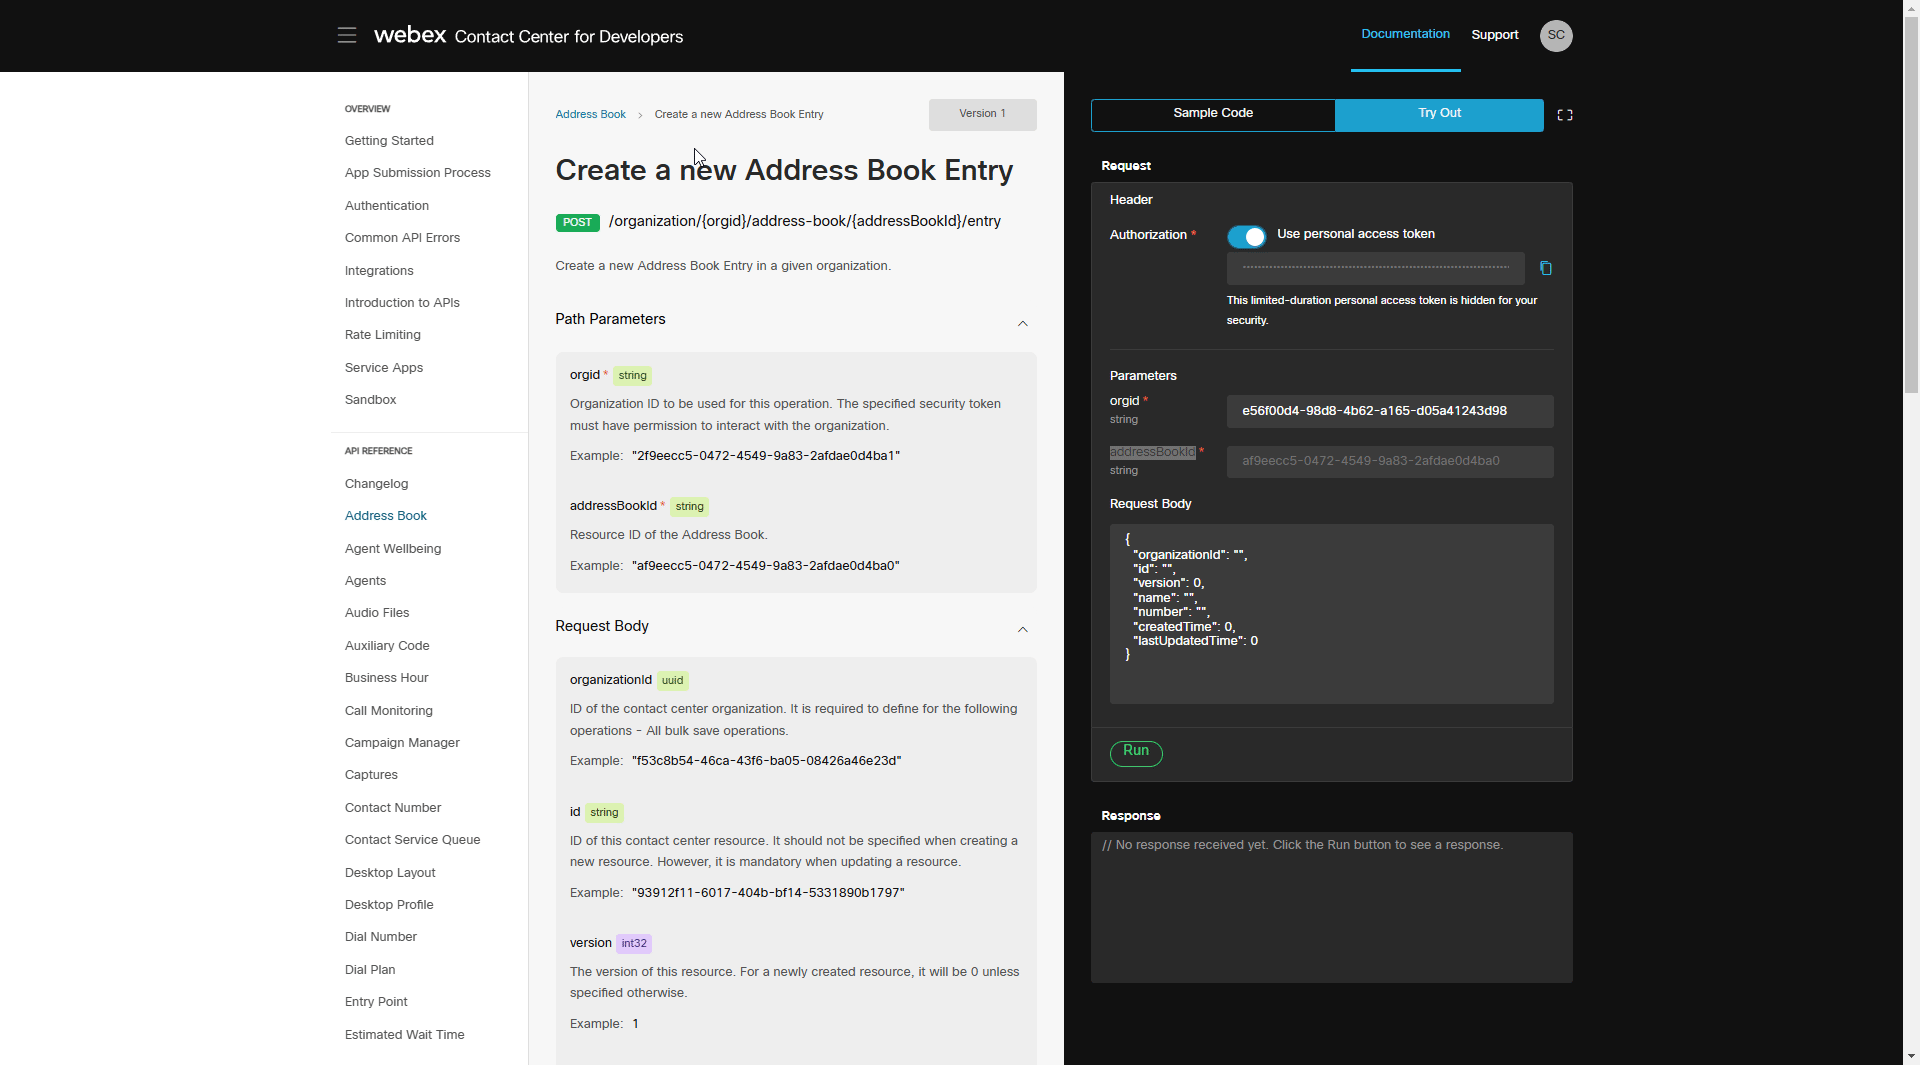 webex Contact Center for Developers
Documentation
Support
SC
OVERVIEW
Getting Started
App Submission Process
Authentication
Common API Errors
Integrations
Introduction to APIs
Rate Limiting
Service Apps
Sandbox
API REFERENCE
Changelog
Address Book
Agent Wellbeing
Agents
Audio Files
Auxiliary Code
Business Hour
Call Monitoring
Campaign Manager
Captures
Contact Number
Contact Service Queue
Desktop Layout
Desktop Profile
Dial Number
Dial Plan
Entry Point
Estimated Wait Time
Address Book > Create a new Address Book Entry
Version 1
Create a new Address Book Entry
POST /organization/{orgid}/address-book/{addressBookId}/entry
Create a new Address Book Entry in a given organization.
Path Parameters
orgid * string
Organization ID to be used for this operation. The specified security token
must have permission to interact with the organization.
Example: "2f9eecc5-0472-4549-9a83-2afdae0d4ba1"
addressBookId * string
Resource ID of the Address Book.
Example: "af9eecc5-0472-4549-9a83-2afdae0d4ba0"
Request Body
organizationId uuid
ID of the contact center organization. It is required to define for the following
operations - All bulk save operations.
Example: "f53c8b54-46ca-43f6-ba05-08426a46e23d"
id string
ID of this contact center resource. It should not be specified when creating a
new resource. However, it is mandatory when updating a resource.
Example: "93912f11-6017-404b-bf14-5331890b1797"
version int32
The version of this resource. For a newly created resource, it will be 0 unless
specified otherwise.
Example: 1
Sample Code
Try Out
Request
Header
Authorization *
Use personal access token
This limited-duration personal access token is hidden for your
security.
Parameters
orgid *
string
e56f00d4-98d8-4b62-a165-d05a41243d98
addressBookId *
string
af9eecc5-0472-4549-9a83-2afdae0d4ba0
Request Body
{
"organizationId": "",
"id": "",
"version": 0,
"name": "",
"number": "",
"createdTime": 0,
"lastUpdatedTime": 0
}
Run
Response
// No response received yet. Click the Run button to see a response.